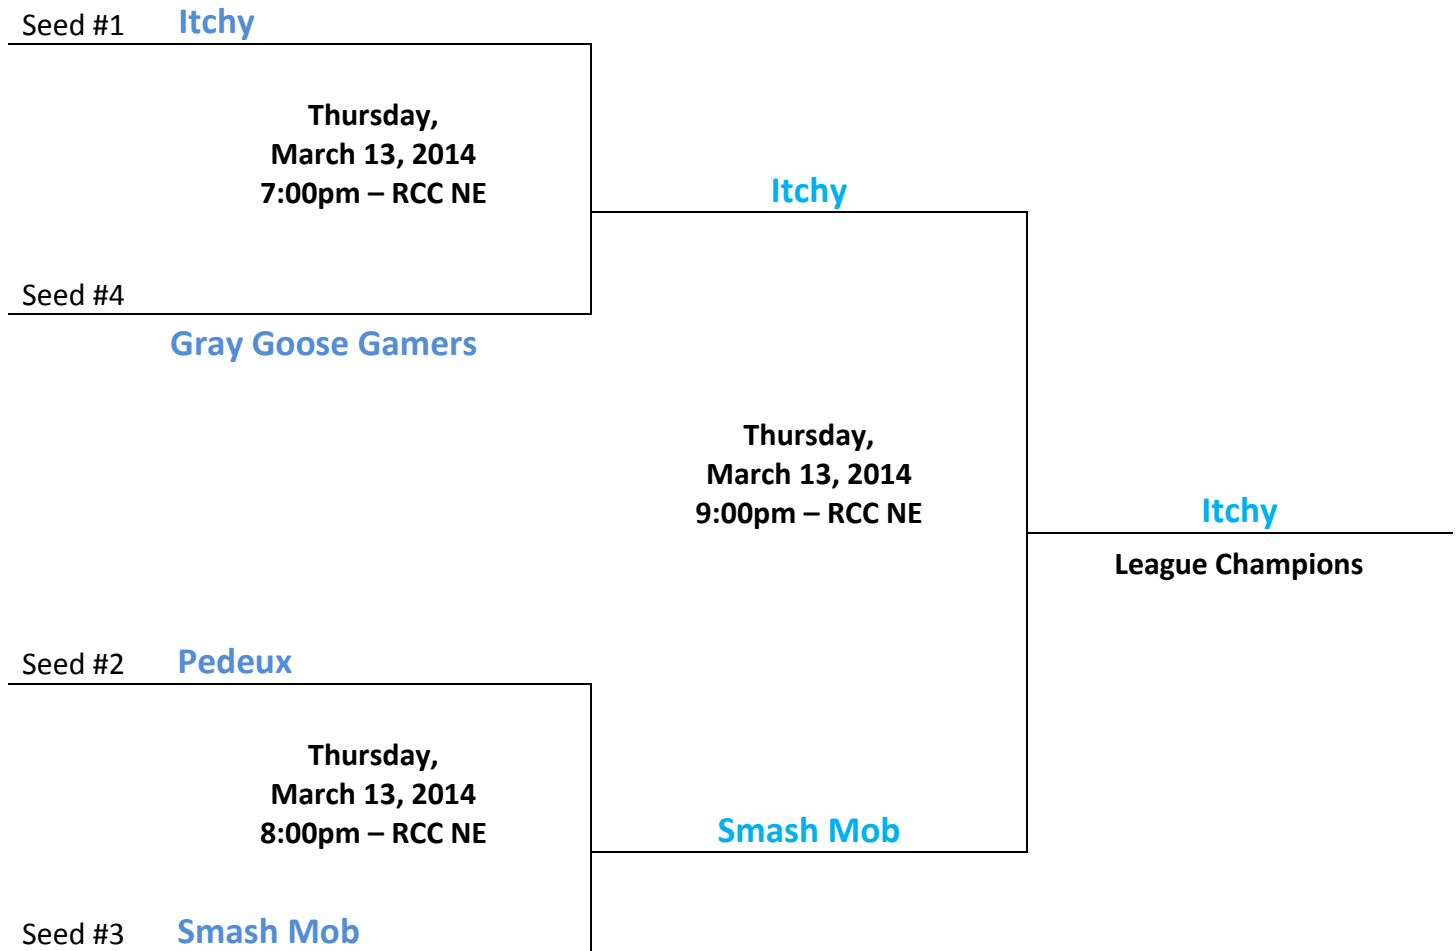 Seed #1 Itchy
Thursday,
March 13, 2014
7:00pm – RCC NE
Itchy
Seed #4
Gray Goose Gamers
Thursday,
March 13, 2014
9:00pm – RCC NE
Itchy
League Champions
Seed #2 Pedeux
Thursday,
March 13, 2014
8:00pm – RCC NE
Smash Mob
Seed #3 Smash Mob